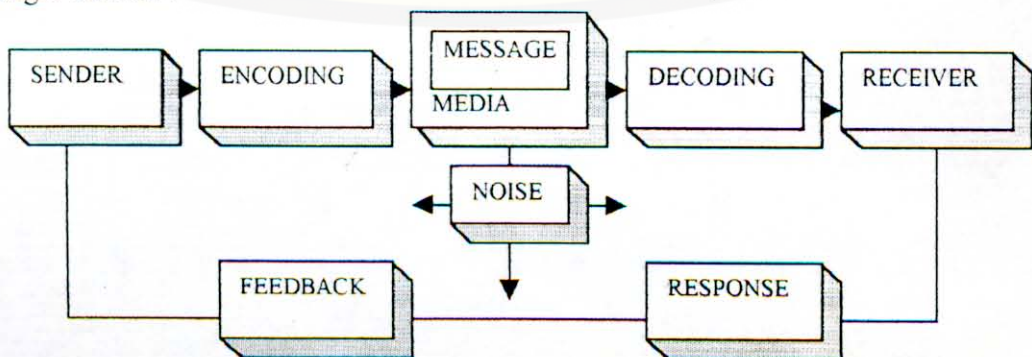 MESSAGE
SENDER
ENCODING
DECODING
RECEIVER
MEDIA
NOISE
FEEDBACK
RESPONSE